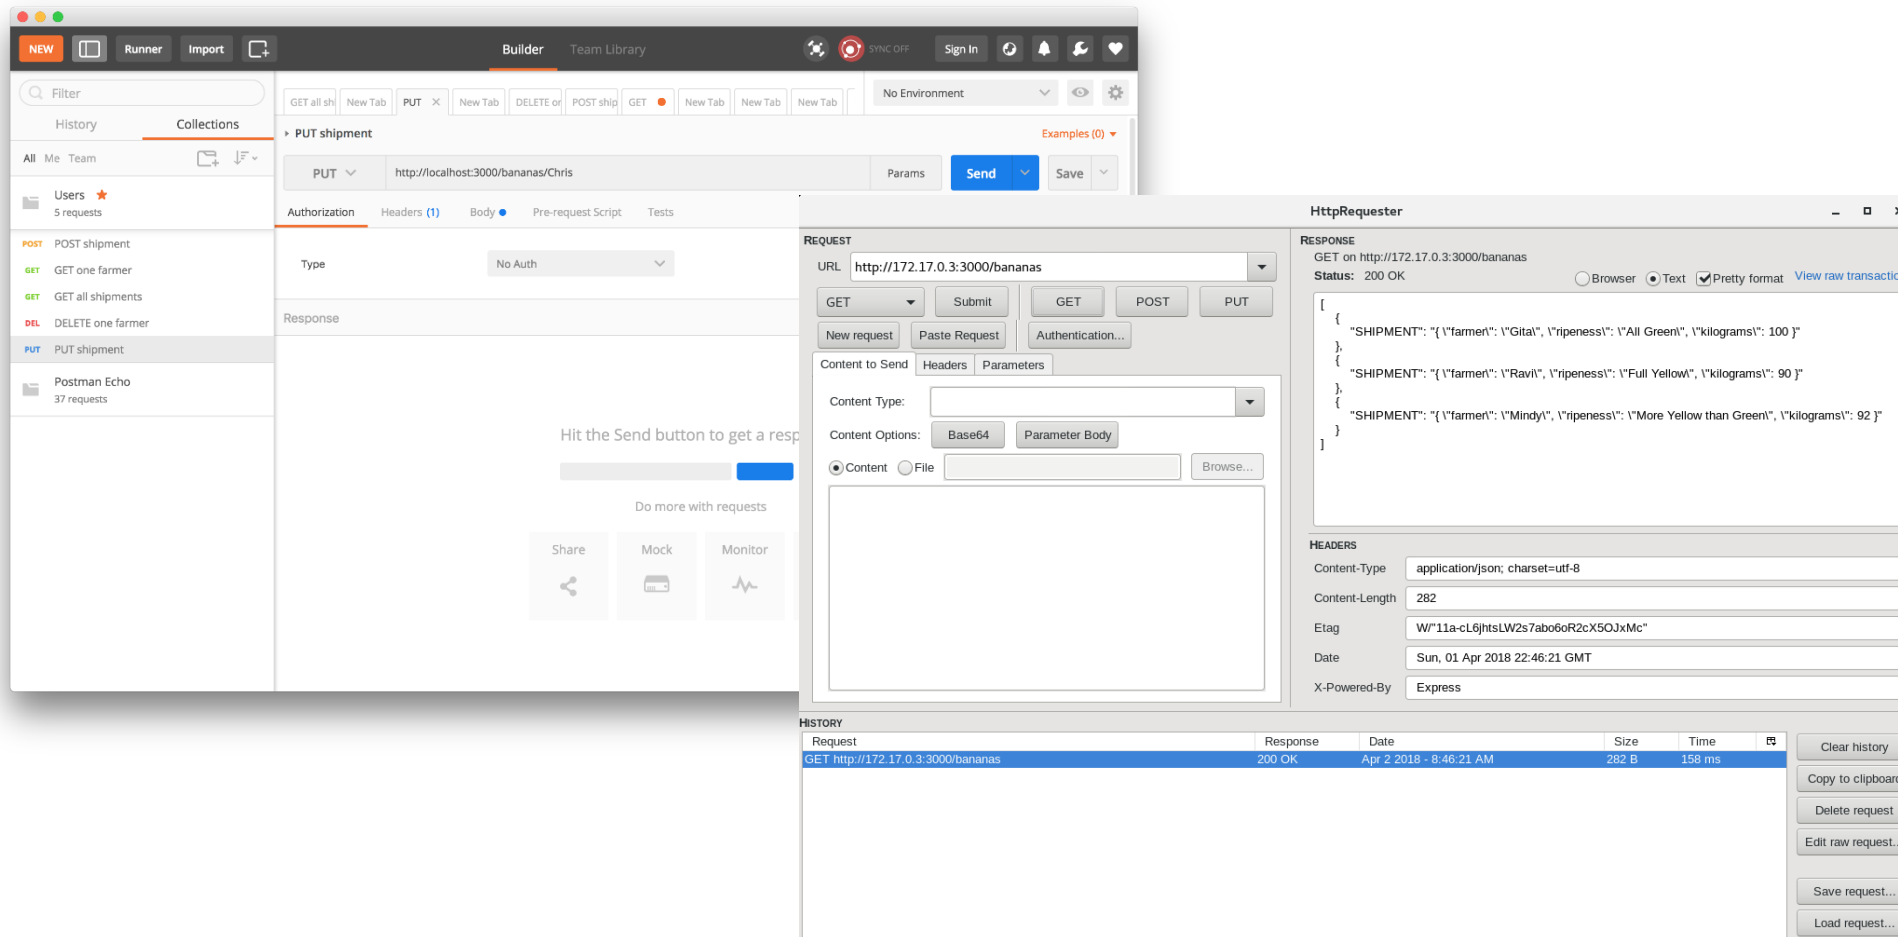 NEW
Runner
Import
Builder
Team Library
SYNC OFF
Sign In
Filter
History
Collections
All Me Team
Users
5 requests
POST POST shipment
GET GET one farmer
GET GET all shipments
DEL DELETE one farmer
PUT PUT shipment
Postman Echo
37 requests
GET all sh New Tab PUT × New Tab DELETE or POST ship GET New Tab New Tab New Tab
No Environment
PUT shipment
Examples (0)
PUT http://localhost:3000/bananas/Chris Params Send Save
Authorization Headers (1) Body Pre-request Script Tests
Type No Auth
Response
Hit the Send button to get a resp
Do more with requests
Share Mock Monitor
HttpRequester
REQUEST
URL http://172.17.0.3:3000/bananas
GET Submit GET POST PUT
New request Paste Request Authentication...
Content to Send Headers Parameters
Content Type:
Content Options: Base64 Parameter Body
Content File Browse...
RESPONSE
GET on http://172.17.0.3:3000/bananas
Status: 200 OK
Browser Text Pretty format View raw transactio
[
{
"SHIPMENT": "{ \"farmer\": \"Gita\", \"ripeness\": \"All Green\", \"kilograms\": 100 }"
},
{
"SHIPMENT": "{ \"farmer\": \"Ravi\", \"ripeness\": \"Full Yellow\", \"kilograms\": 90 }"
},
{
"SHIPMENT": "{ \"farmer\": \"Mindy\", \"ripeness\": \"More Yellow than Green\", \"kilograms\": 92 }"
}
]
HEADERS
Content-Type application/json; charset=utf-8
Content-Length 282
Etag W/"11a-cL6jhtsLW2s7abo6oR2cX5OJxMc"
Date Sun, 01 Apr 2018 22:46:21 GMT
X-Powered-By Express
HISTORY
Request Response Date Size Time
GET http://172.17.0.3:3000/bananas 200 OK Apr 2 2018 - 8:46:21 AM 282 B 158 ms
Clear history
Copy to clipboard
Delete request
Edit raw request...
Save request...
Load request...